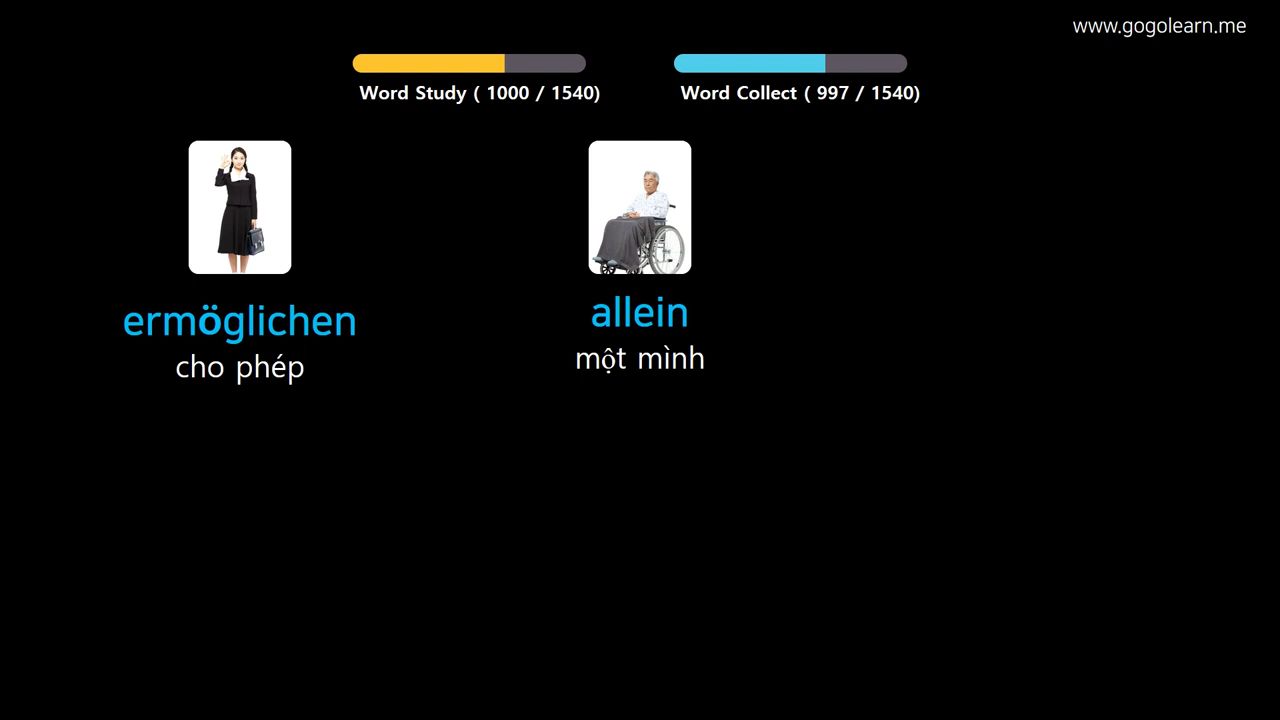 www.gogolearn.me
Word Study ( 1000 / 1540)
Word Collect ( 997 / 1540)
ermöglichen
cho phép
allein
một mình